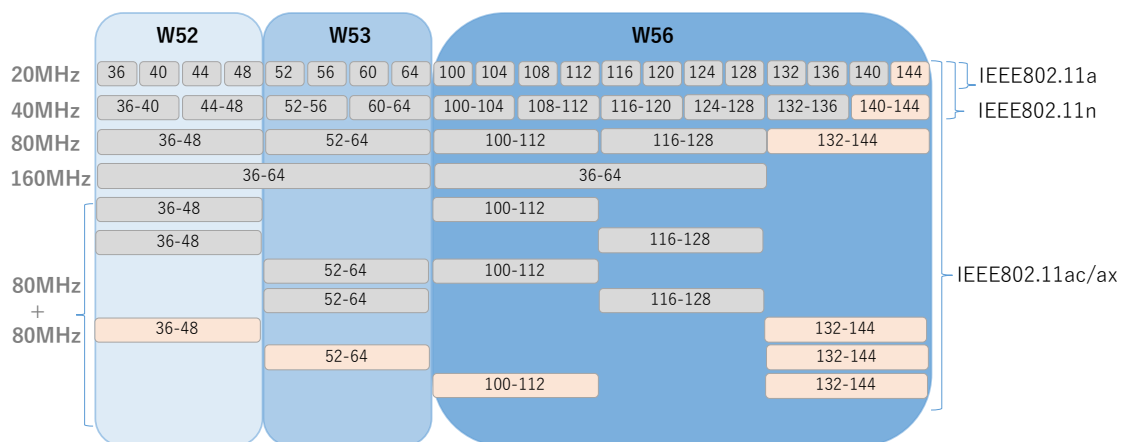 W52 W53 W56
20MHz 36 40 44 48 52 56 60 64 100 104 108 112 116 120 124 128 132 136 140 144 IEEE802.11a
40MHz 36-40 44-48 52-56 60-64 100-104 108-112 116-120 124-128 132-136 140-144 IEEE802.11n
80MHz 36-48 52-64 100-112 116-128 132-144
160MHz 36-64 36-64
36-48 100-112
36-48 116-128
52-64 100-112
80MHz
+
80MHz
52-64 116-128
36-48 132-144
52-64 132-144
100-112 132-144
IEEE802.11ac/ax